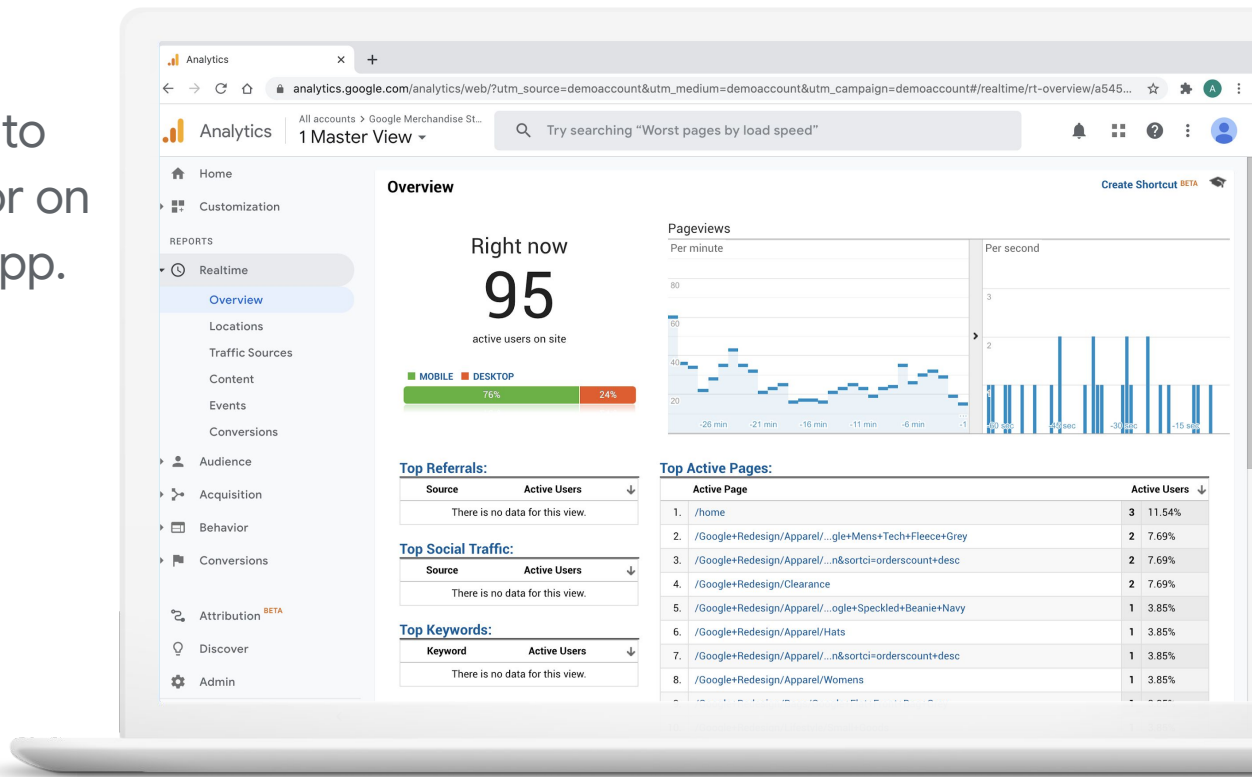 to
or on
pp.
Analytics
analytics.google.com/analytics/web/?utm_source=demoaccount&utm_medium=demoaccount&utm_campaign=demoaccount#/realtime/rt-overview/a545...
A
Analytics
All accounts > Google Merchandise St...
1 Master View
Try searching "Worst pages by load speed"
Home
Customization
REPORTS
Realtime
Overview
Locations
Traffic Sources
Content
Events
Conversions
Audience
Acquisition
Behavior
Conversions
Attribution BETA
Discover
Admin
Overview
Create Shortcut BETA
Right now
95
active users on site
MOBILE DESKTOP
76% 24%
Pageviews
Per minute
80
60
40
20
-26 min -21 min -16 min -11 min -6 min -1
Per second
3
2
1
-60 sec -45 sec -30 sec -15 sec
Top Referrals:
Source Active Users
There is no data for this view.
Top Social Traffic:
Source Active Users
There is no data for this view.
Top Keywords:
Keyword Active Users
There is no data for this view.
Top Active Pages:
Active Page Active Users
1. /home 3 11.54%
2. /Google+Redesign/Apparel/...gle+Mens+Tech+Fleece+Grey 2 7.69%
3. /Google+Redesign/Apparel/...n&sortci=orderscount+desc 2 7.69%
4. /Google+Redesign/Clearance 2 7.69%
5. /Google+Redesign/Apparel/...ogle+Speckled+Beanie+Navy 1 3.85%
6. /Google+Redesign/Apparel/Hats 1 3.85%
7. /Google+Redesign/Apparel/...n&sortci=orderscount+desc 1 3.85%
8. /Google+Redesign/Apparel/Womens 1 3.85%